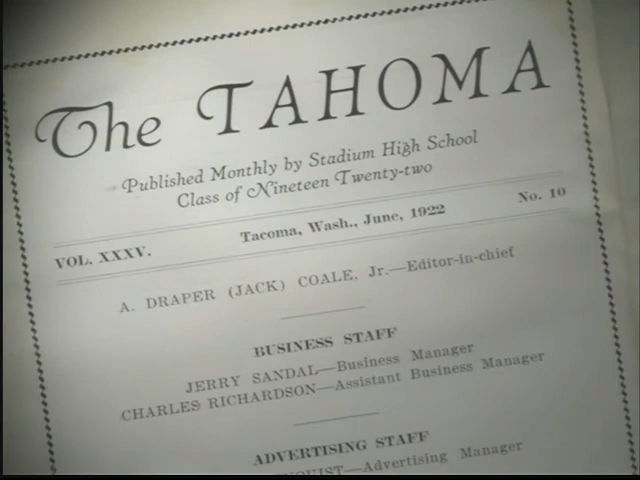 The TAHOMA
Published Monthly by Stadium High School
Class of Nineteen Twenty-two
VOL. XXXV. Tacoma, Wash., June, 1922 No. 10
A. DRAPER (JACK) COALE, Jr.—Editor-in-chief
BUSINESS STAFF
JERRY SANDAL—Business Manager
CHARLES RICHARDSON—Assistant Business Manager
ADVERTISING STAFF
—Advertising Manager